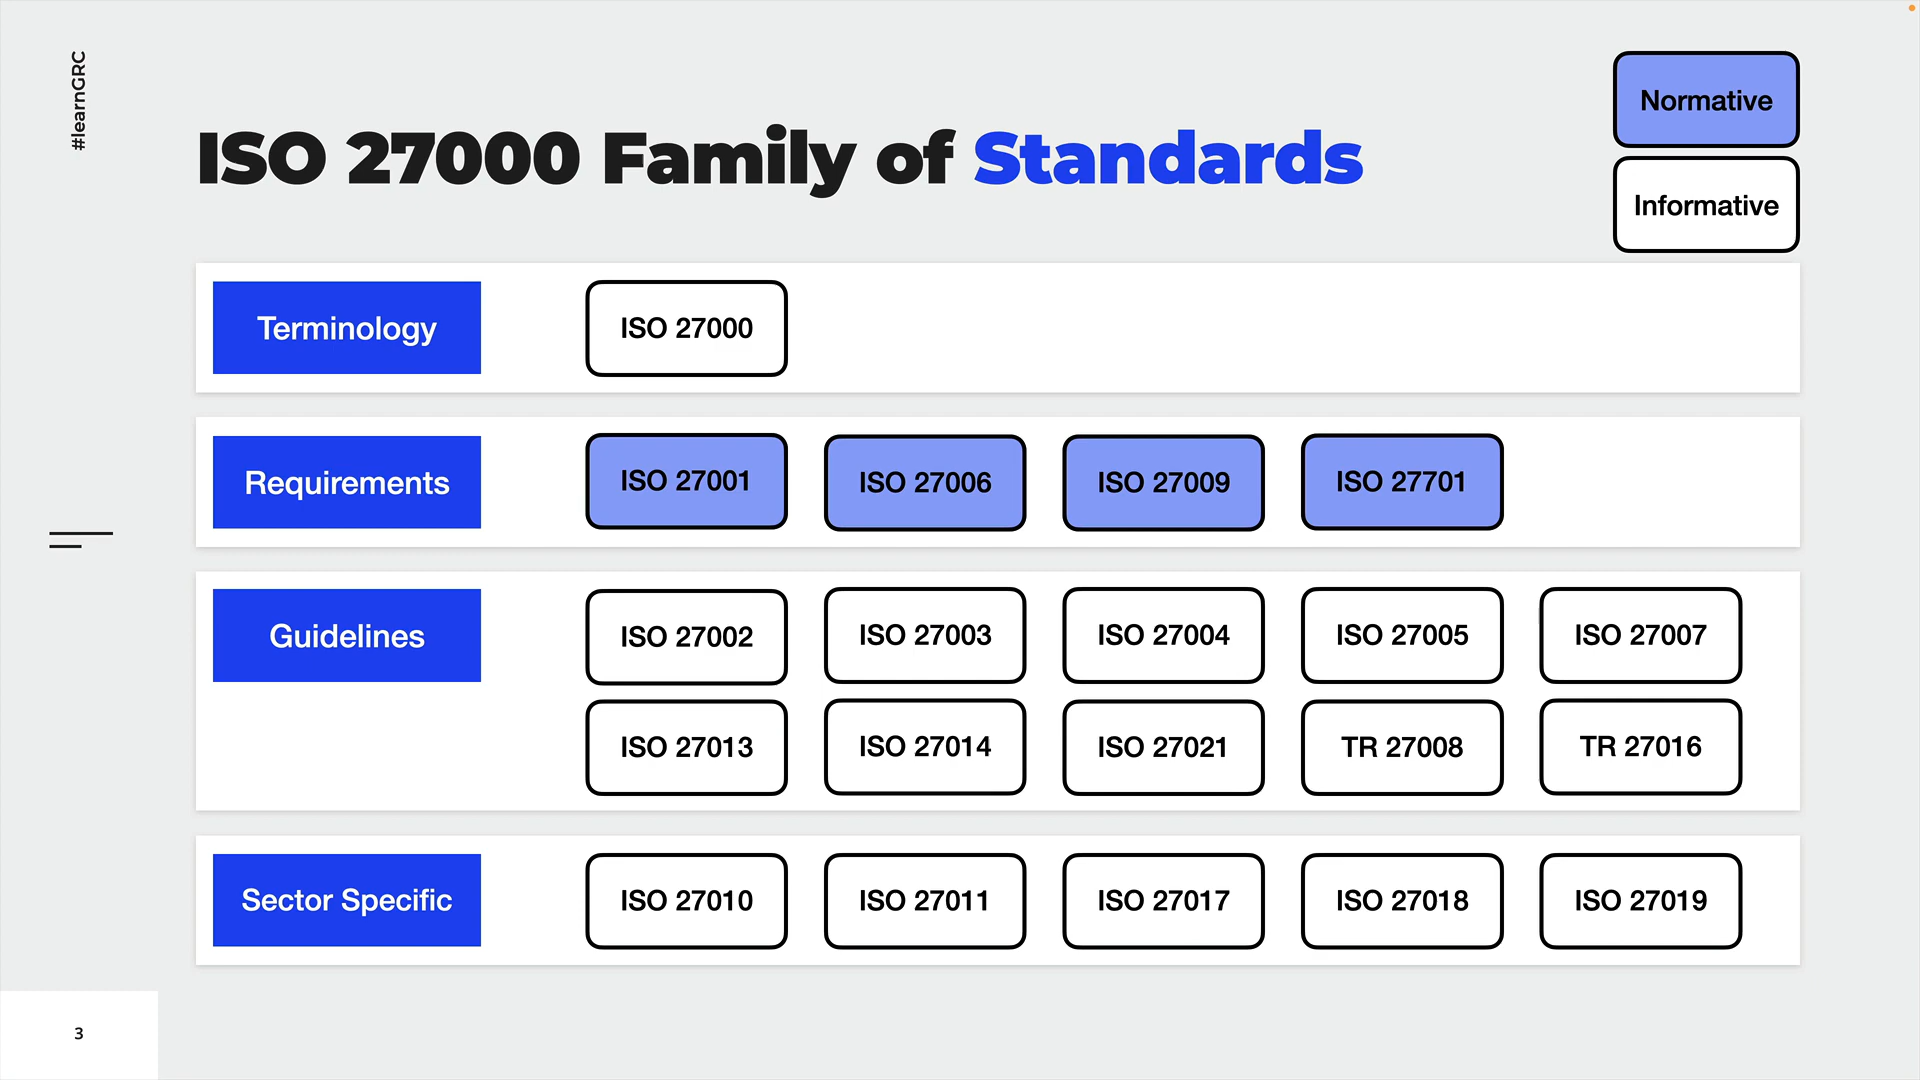 #learnGRC
Normative
ISO 27000 Family of Standards
Informative
Terminology
ISO 27000
Requirements
ISO 27001
ISO 27006
ISO 27009
ISO 27701
Guidelines
ISO 27002
ISO 27003
ISO 27004
ISO 27005
ISO 27007
ISO 27013
ISO 27014
ISO 27021
TR 27008
TR 27016
Sector Specific
ISO 27010
ISO 27011
ISO 27017
ISO 27018
ISO 27019
3